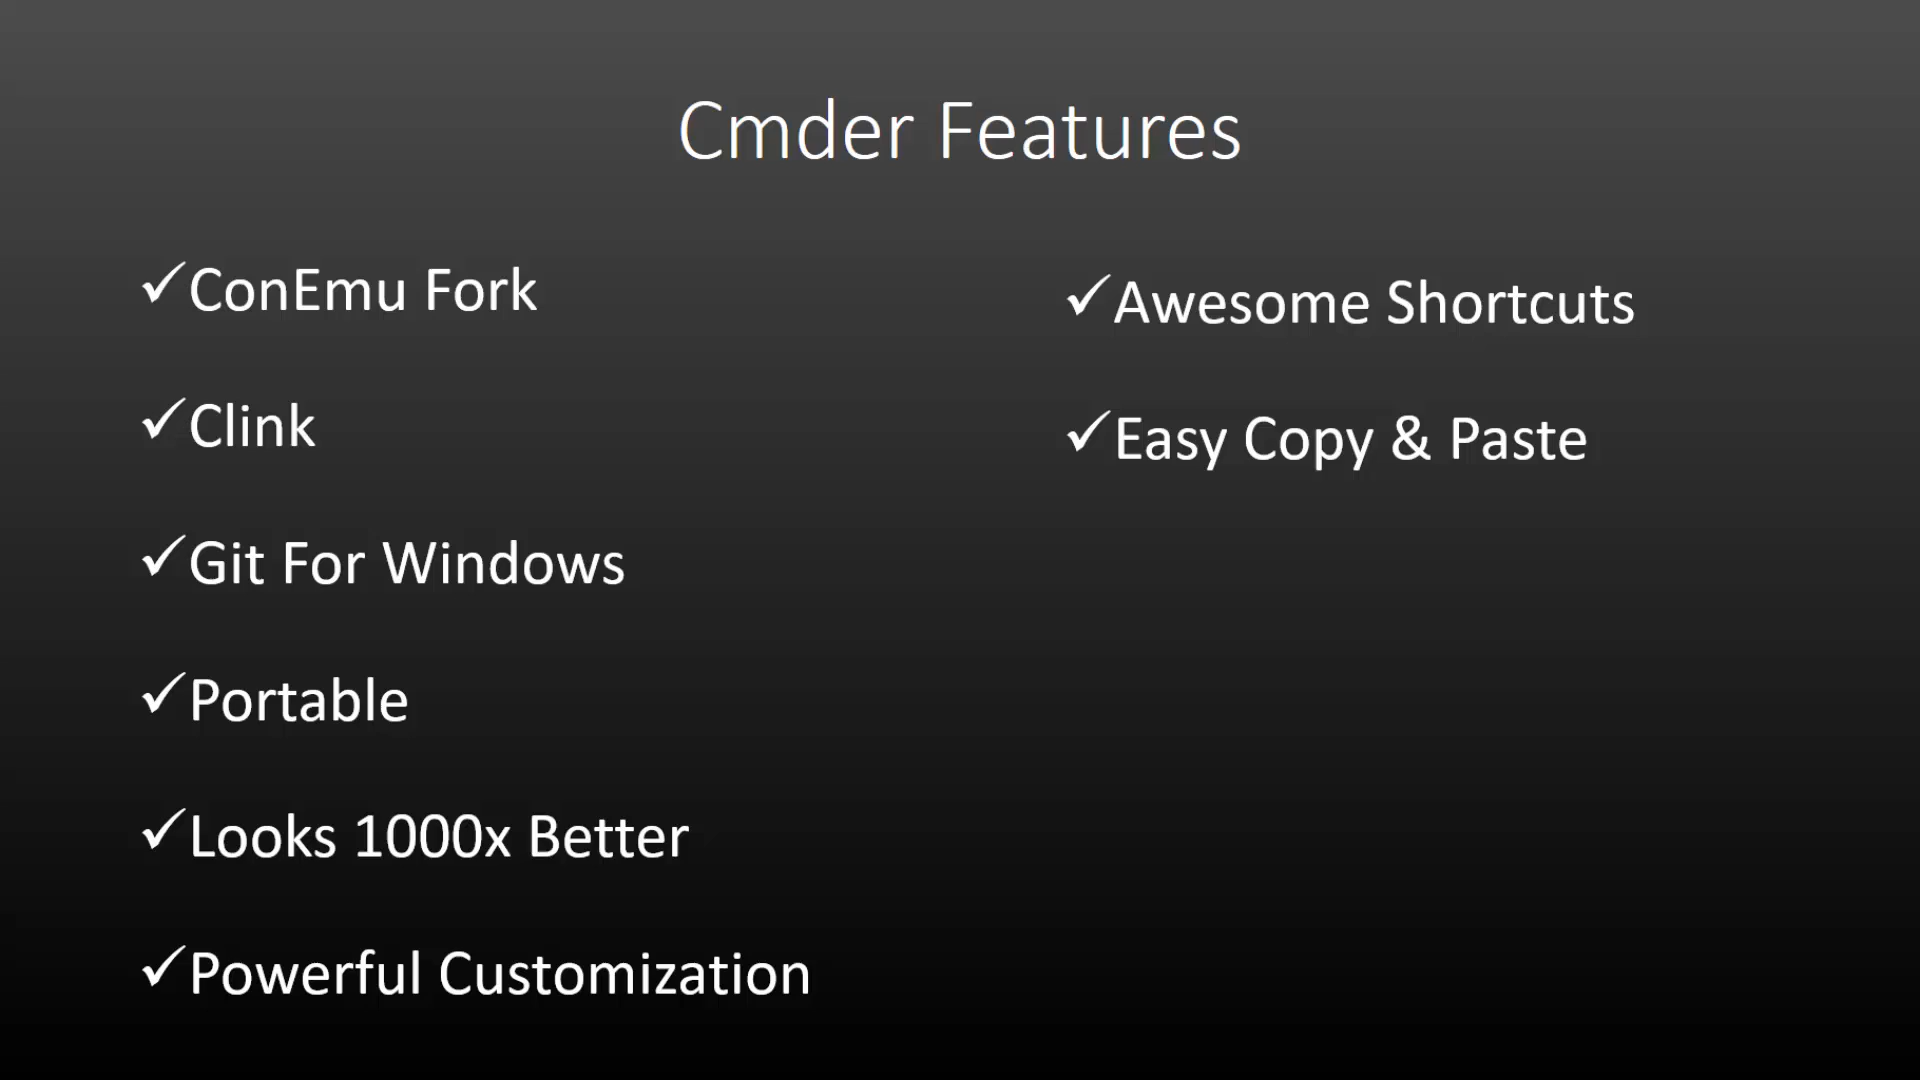 Cmder Features
✓ConEmu Fork
✓Clink
✓Git For Windows
✓Portable
✓Looks 1000x Better
✓Powerful Customization
✓Awesome Shortcuts
✓Easy Copy & Paste